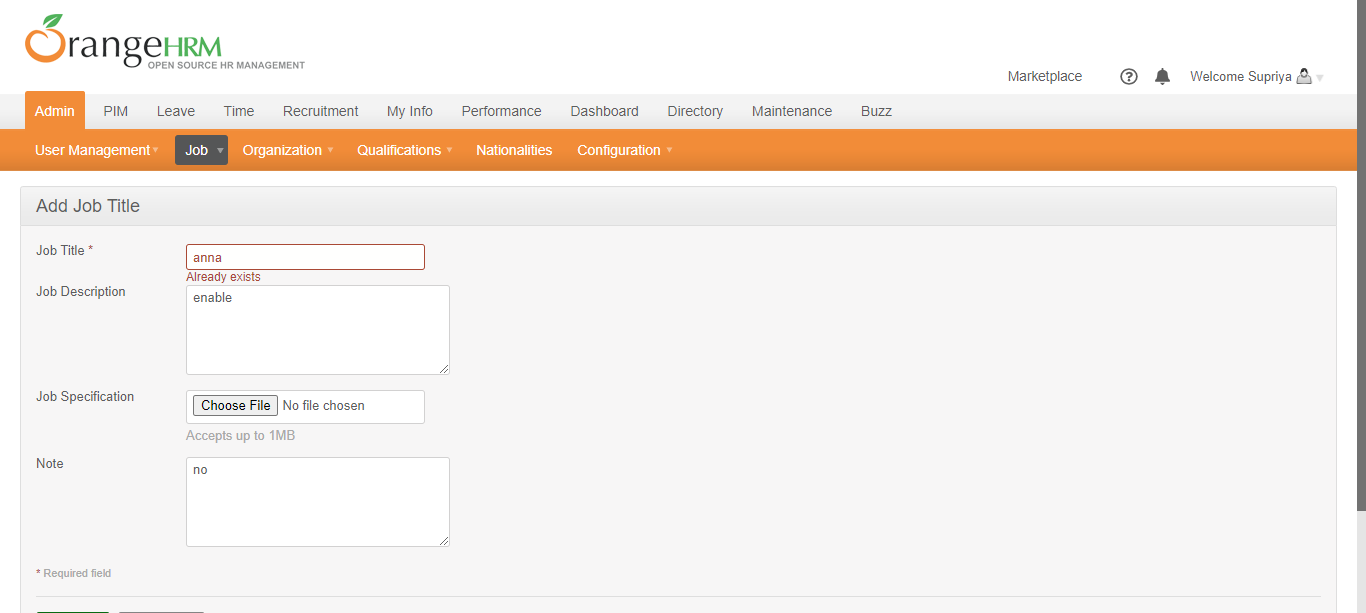 OrangeHRM
OPEN SOURCE HR MANAGEMENT
Marketplace ? Welcome Supriya
Admin PIM Leave Time Recruitment My Info Performance Dashboard Directory Maintenance Buzz
User Management Job Organization Qualifications Nationalities Configuration
Add Job Title
Job Title * anna
Already exists
Job Description enable
Job Specification Choose File No file chosen
Accepts up to 1MB
Note no
* Required field